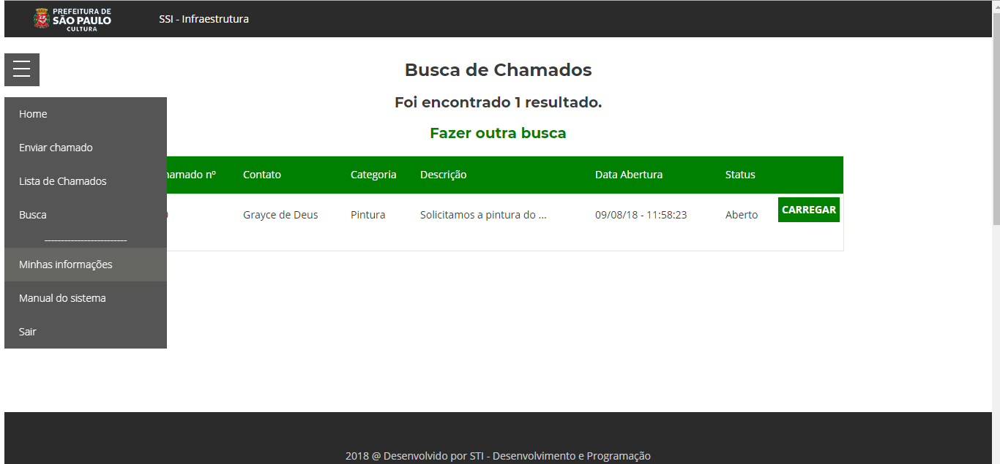 PREFEITURA DE
SÃO PAULO
CULTURA
SSI - Infraestrutura
Busca de Chamados
Foi encontrado 1 resultado.
Fazer outra busca
Home
Enviar chamado
Lista de Chamados
Busca
-------------------------
Minhas informações
Manual do sistema
Sair
hamado nº Contato Categoria Descrição Data Abertura Status
Grayce de Deus Pintura Solicitamos a pintura do ... 09/08/18 - 11:58:23 Aberto CARREGAR
2018 @ Desenvolvido por STI - Desenvolvimento e Programação